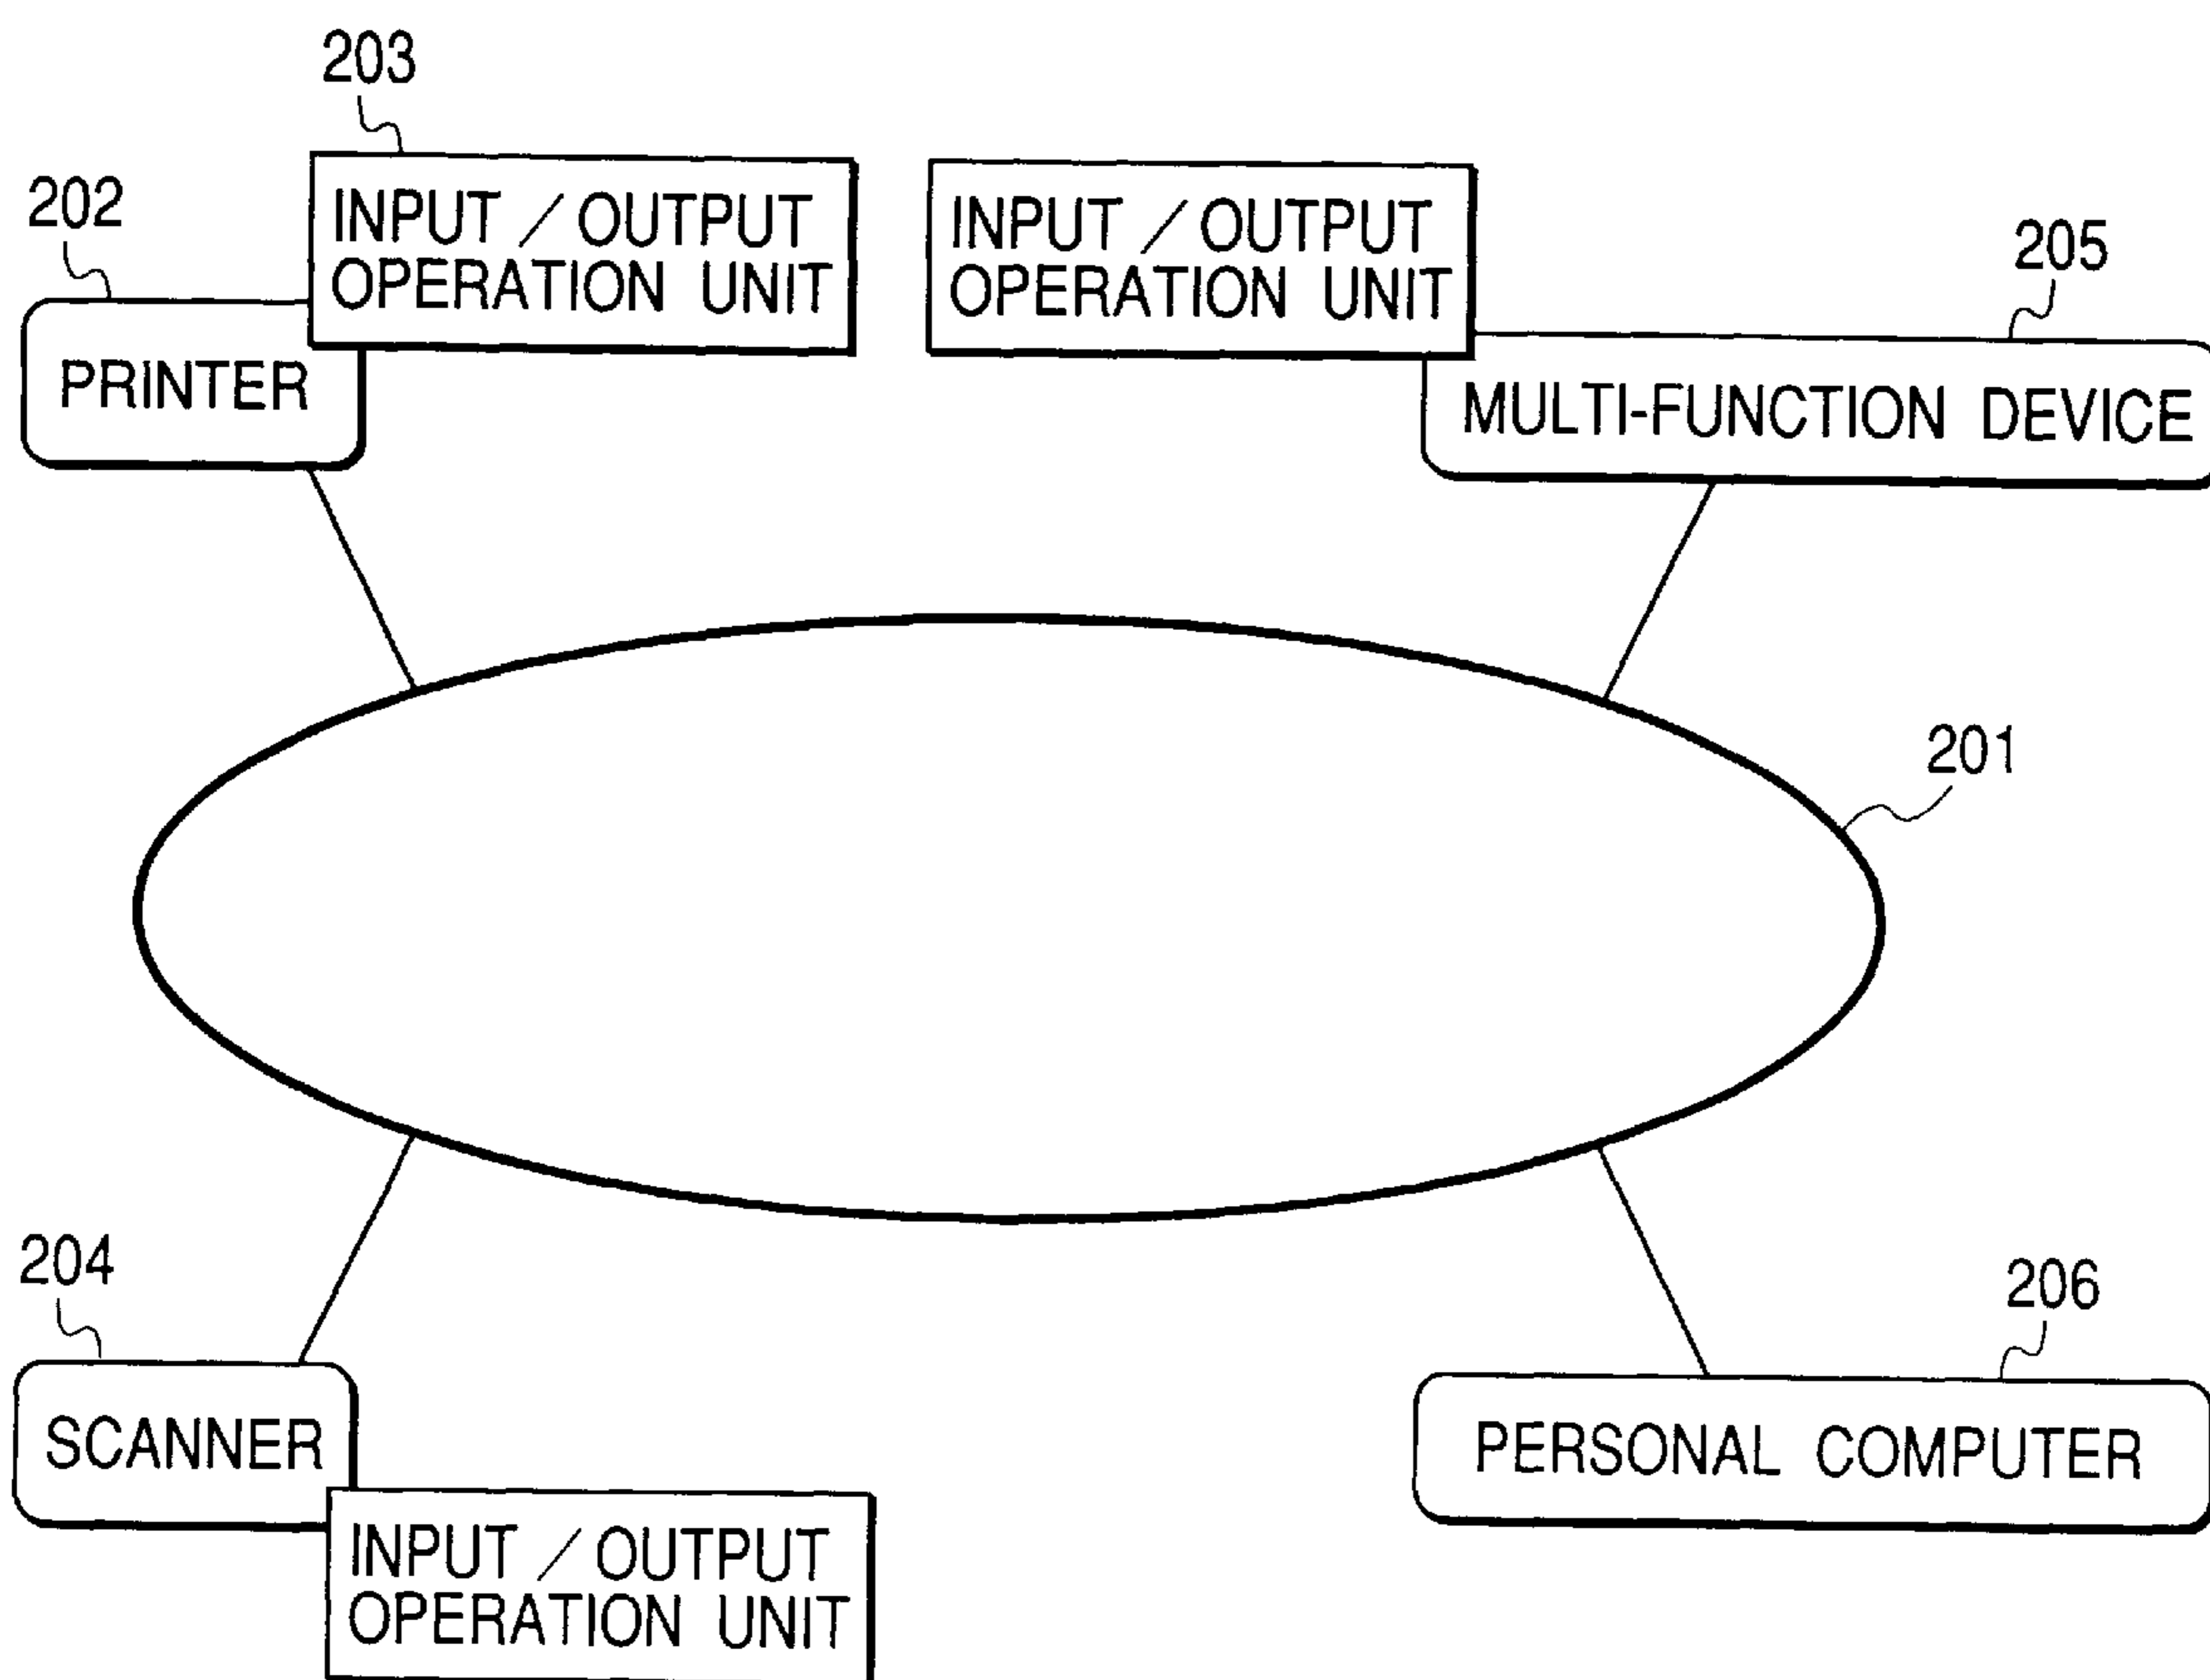 203
202
INPUT / OUTPUT
OPERATION UNIT
PRINTER
INPUT / OUTPUT
OPERATION UNIT
205
MULTI-FUNCTION DEVICE
201
204
SCANNER
INPUT / OUTPUT
OPERATION UNIT
206
PERSONAL COMPUTER